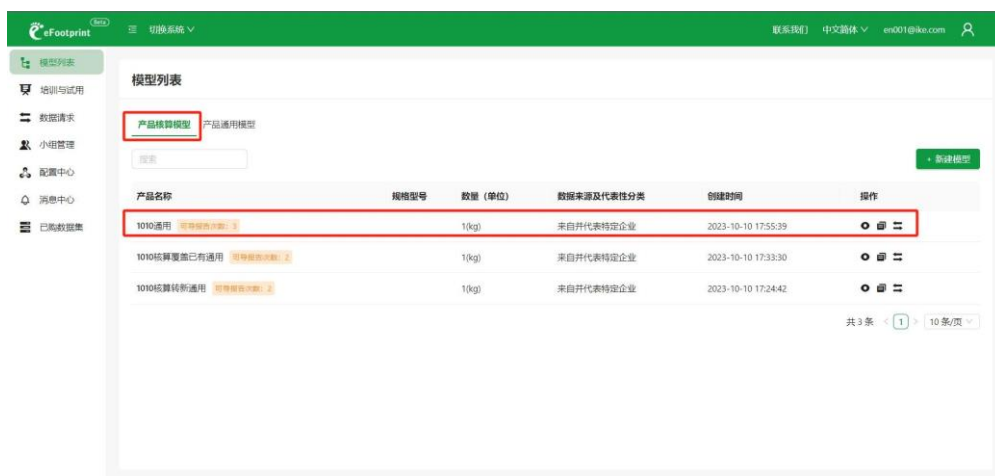 eFootprint Beta 切换系统 联系我们 中文简体 en001@ike.com
模型列表
培训与试用
数据请求
小组管理
配置中心
消息中心
已购数据集
模型列表
产品核算模型 产品通用模型
搜索
+ 新建模型
产品名称 规格型号 数量（单位） 数据来源及代表性分类 创建时间 操作
1010通用 可导报告次数：3 1(kg) 来自并代表特定企业 2023-10-10 17:55:39
1010核算覆盖已有通用 可导报告次数：2 1(kg) 来自并代表特定企业 2023-10-10 17:33:30
1010核算转新通用 可导报告次数：2 1(kg) 来自并代表特定企业 2023-10-10 17:24:42
共 3 条 < 1 > 10 条/页